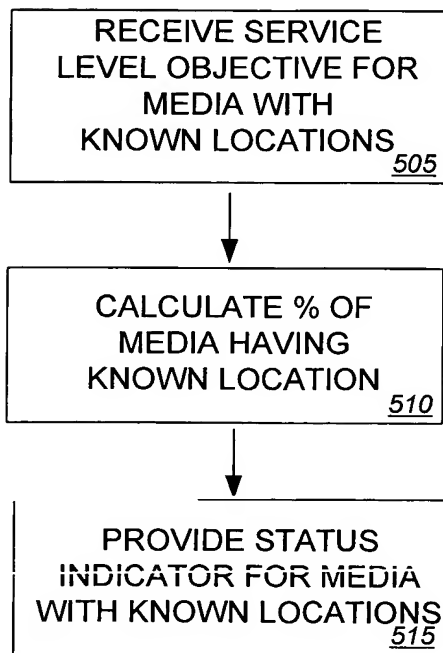 RECEIVE SERVICE
LEVEL OBJECTIVE FOR
MEDIA WITH
KNOWN LOCATIONS
505
CALCULATE % OF
MEDIA HAVING
KNOWN LOCATION
510
PROVIDE STATUS
INDICATOR FOR MEDIA
WITH KNOWN LOCATIONS
515